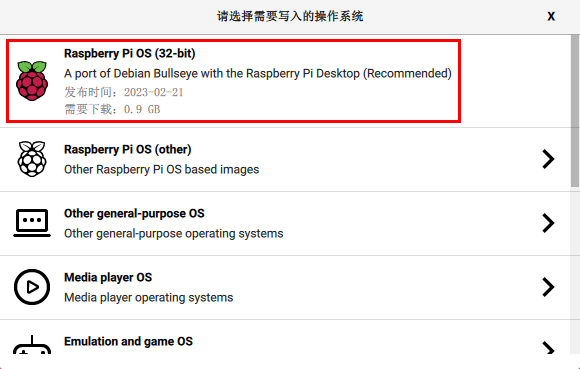 请选择需要写入的操作系统
X
Raspberry Pi OS (32-bit)
A port of Debian Bullseye with the Raspberry Pi Desktop (Recommended)
发布时间：2023-02-21
需要下载：0.9 GB
Raspberry Pi OS (other)
Other Raspberry Pi OS based images
Other general-purpose OS
Other general-purpose operating systems
Media player OS
Media player operating systems
Emulation and game OS